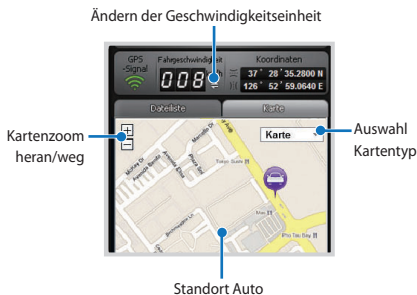 Ändern der Geschwindigkeitseinheit
GPS
-Signal
Fahrgeschwindigkeit
Koordinaten
008
37° 28' 35.2800 N
126° 52' 59.0640 E
Dateiliste
Karte
Kartenzoom
heran/weg
+
−
Karte
Auswahl
Kartentyp
Standort Auto